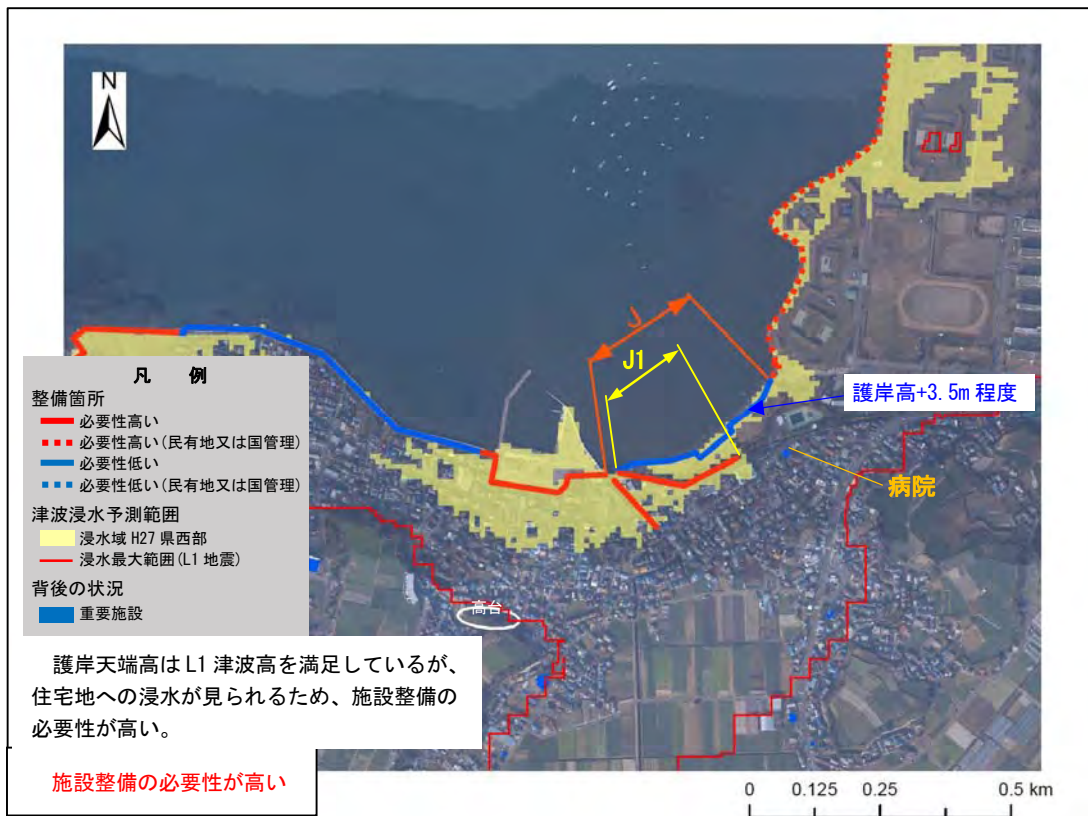 N
J
J1
護岸高+3.5m 程度
病院
高台
凡 例
整備箇所
必要性高い
必要性高い(民有地又は国管理)
必要性低い
必要性低い(民有地又は国管理)
津波浸水予測範囲
浸水域 H27 県西部
浸水最大範囲(L1 地震)
背後の状況
重要施設
護岸天端高は L1 津波高を満足しているが、
住宅地への浸水が見られるため、施設整備の
必要性が高い。
施設整備の必要性が高い
0 0.125 0.25 0.5 km